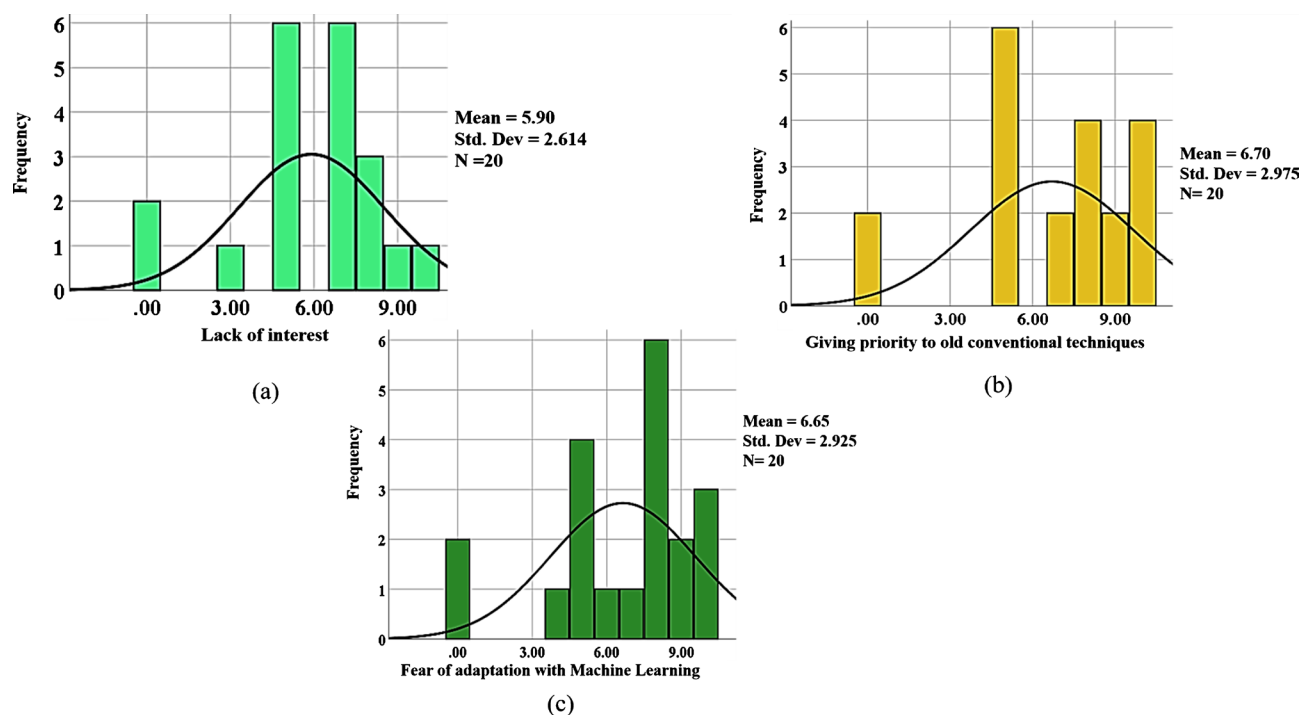 6
5
4
3
2
1
0
Frequency
.00 3.00 6.00 9.00
Lack of interest
Mean = 5.90
Std. Dev = 2.614
N =20
(a)
6
5
4
3
2
1
0
Frequency
.00 3.00 6.00 9.00
Giving priority to old conventional techniques
Mean = 6.70
Std. Dev = 2.975
N= 20
(b)
6
5
4
3
2
1
0
Frequency
.00 3.00 6.00 9.00
Fear of adaptation with Machine Learning
Mean = 6.65
Std. Dev = 2.925
N= 20
(c)